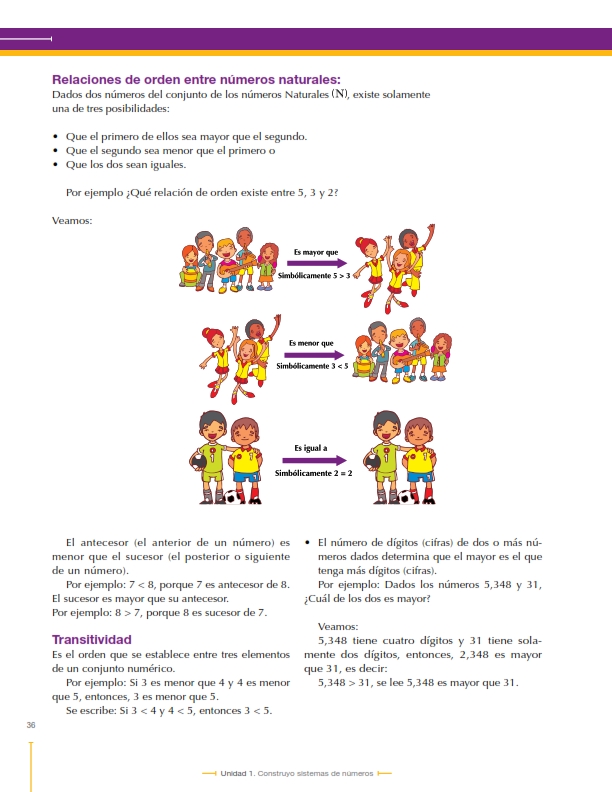 Relaciones de orden entre números naturales:
Dados dos números del conjunto de los números Naturales (N), existe solamente
una de tres posibilidades:
• Que el primero de ellos sea mayor que el segundo.
• Que el segundo sea menor que el primero o
• Que los dos sean iguales.
Por ejemplo ¿Qué relación de orden existe entre 5, 3 y 2?
Veamos:
Es mayor que
Simbólicamente 5 > 3
Es menor que
Simbólicamente 3 < 5
Es igual a
Simbólicamente 2 = 2
El antecesor (el anterior de un número) es
menor que el sucesor (el posterior o siguiente
de un número).
Por ejemplo: 7 < 8, porque 7 es antecesor de 8.
El sucesor es mayor que su antecesor.
Por ejemplo: 8 > 7, porque 8 es sucesor de 7.
Transitividad
Es el orden que se establece entre tres elementos
de un conjunto numérico.
Por ejemplo: Si 3 es menor que 4 y 4 es menor
que 5, entonces, 3 es menor que 5.
Se escribe: Si 3 < 4 y 4 < 5, entonces 3 < 5.
• El número de dígitos (cifras) de dos o más nú-
meros dados determina que el mayor es el que
tenga más dígitos (cifras).
Por ejemplo: Dados los números 5,348 y 31,
¿Cuál de los dos es mayor?
Veamos:
5,348 tiene cuatro dígitos y 31 tiene sola-
mente dos dígitos, entonces, 2,348 es mayor
que 31, es decir:
5,348 > 31, se lee 5,348 es mayor que 31.
36
Unidad 1. Construyo sistemas de números